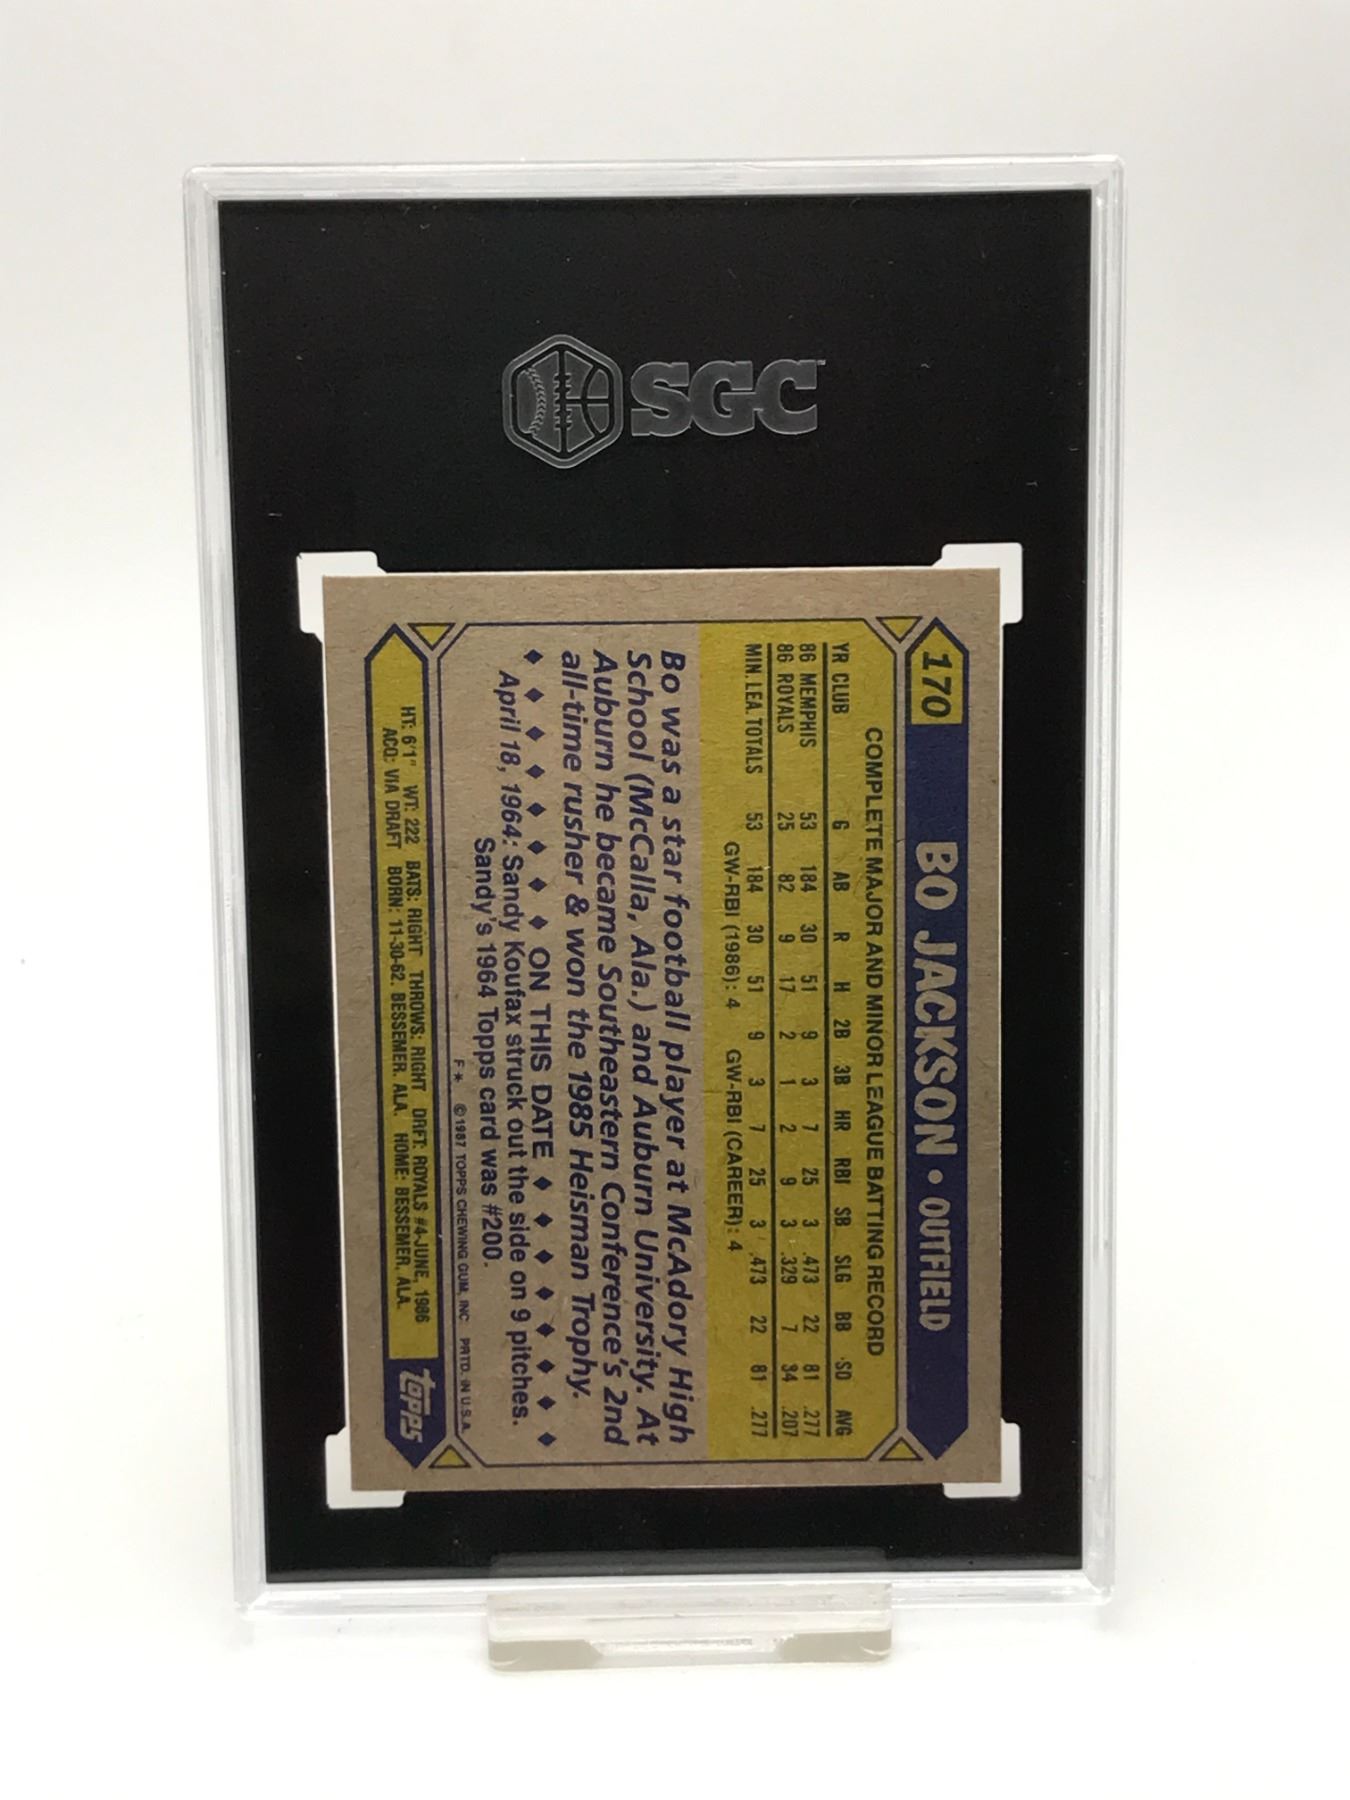 SGC
170 BO JACKSON • OUTFIELD
COMPLETE MAJOR AND MINOR LEAGUE BATTING RECORD
YR CLUB G AB R H 2B 3B HR RBI SB SLG BB SO AVG
86 MEMPHIS 53 184 30 51 9 3 7 25 3 .473 22 81 .277
86 ROYALS 25 82 9 17 2 1 2 9 3 .329 7 34 .207
MIN. LEA. TOTALS 53 184 30 51 9 3 7 25 3 .473 22 81 .277
GW-RBI (1986): 4 GW-RBI (CAREER): 4
Bo was a star football player at McAdory High
School (McCalla, Ala.) and Auburn University. At
Auburn he became Southeastern Conference's 2nd
all-time rusher & won the 1985 Heisman Trophy.
♦ ♦ ♦ ♦ ♦ ♦ ♦ ♦ ON THIS DATE ♦ ♦ ♦ ♦ ♦ ♦ ♦ ♦
April 18, 1964: Sandy Koufax struck out the side on 9 pitches.
Sandy's 1964 Topps card was #200.
F* © 1987 TOPPS CHEWING GUM, INC. PRTD. IN U.S.A.
HT: 6'1" WT: 222 BATS: RIGHT THROWS: RIGHT DRFT: ROYALS #4-JUNE, 1986
ACQ: VIA DRAFT BORN: 11-30-62, BESSEMER, ALA. HOME: BESSEMER, ALA.
topps